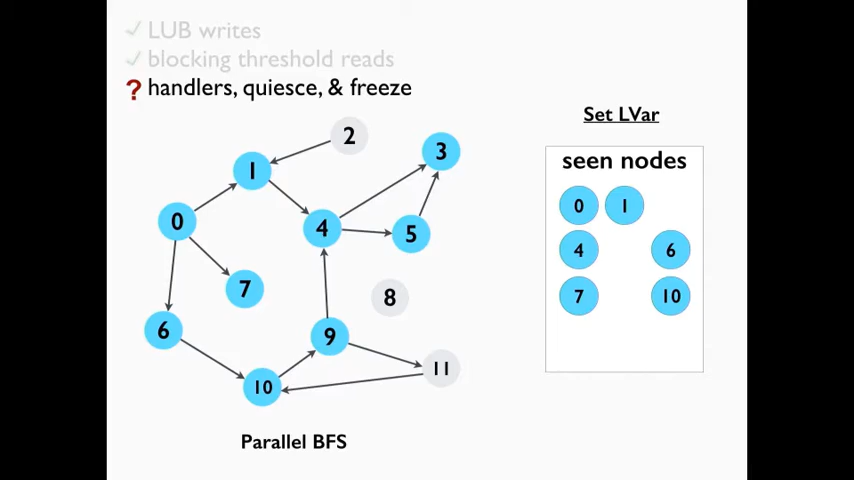 ✓ LUB writes
✓ blocking threshold reads
? handlers, quiesce, & freeze
Set LVar
seen nodes
0 1
4 6
7 10
2
3
1
0
4
5
7
8
6
9
11
10
Parallel BFS